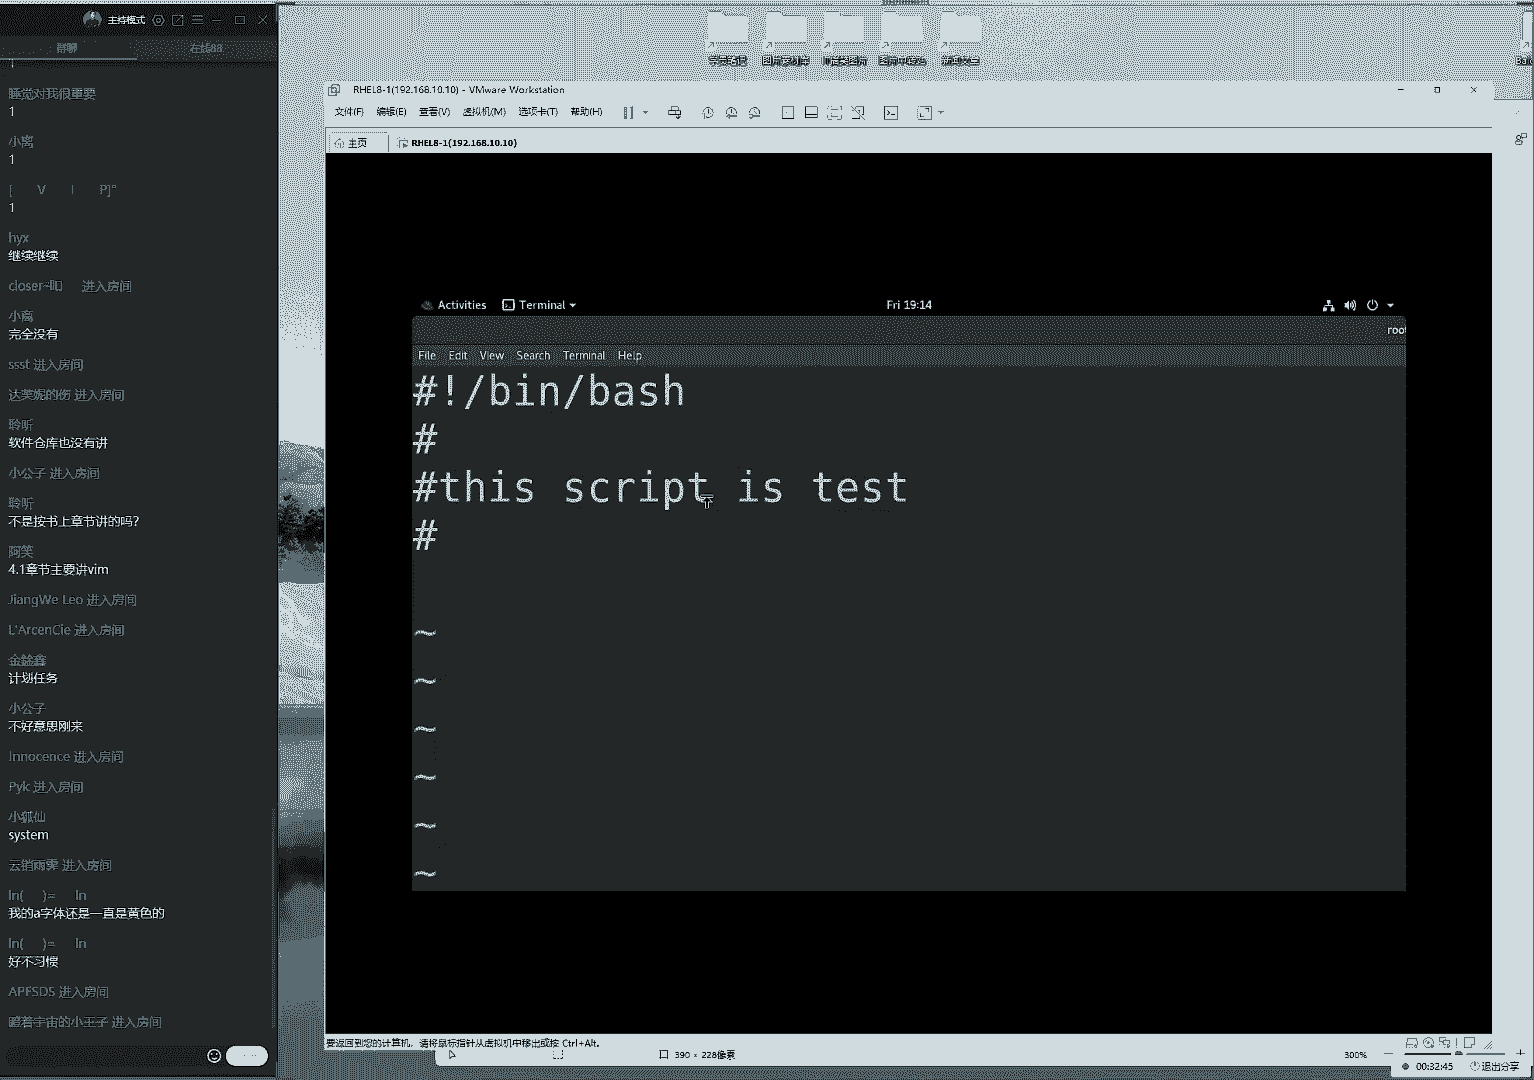 主持模式
群聊
在线88
1
睡觉对我很重要
1
小离
1
[ V I P]°
1
hyx
继续继续
进入房间
小离
完全没有
ssst 进入房间
达芙妮的伤 进入房间
聆听
软件仓库也没有讲
小公子 进入房间
聆听
不是按书上章节讲的吗?
阿笑
4.1章节主要讲vim
JiangWe Leo 进入房间
L'ArcenCie 进入房间
计划任务
小公子
不好意思刚来
Innocence 进入房间
Pyk 进入房间
小狐仙
system
云销雨霁 进入房间
ln( )= ln
我的a字体还是一直是黄色的
ln( )= ln
好不习惯
APFSDS 进入房间
瞪着宇宙的小王子 进入房间
RHEL8-1(192.168.10.10) - VMware Workstation
文件(F) 编辑(E) 查看(V) 虚拟机(M) 选项卡(T) 帮助(H)
主页
RHEL8-1(192.168.10.10)
Activities Terminal Fri 19:14
roo
File Edit View Search Terminal Help
#!/bin/bash
#
#this script is test
#
~
~
~
~
~
~
要返回到您的计算机，请将鼠标指针从虚拟机中移出或按 Ctrl+Alt。
390 × 228像素
300%
00:32:45
退出分享